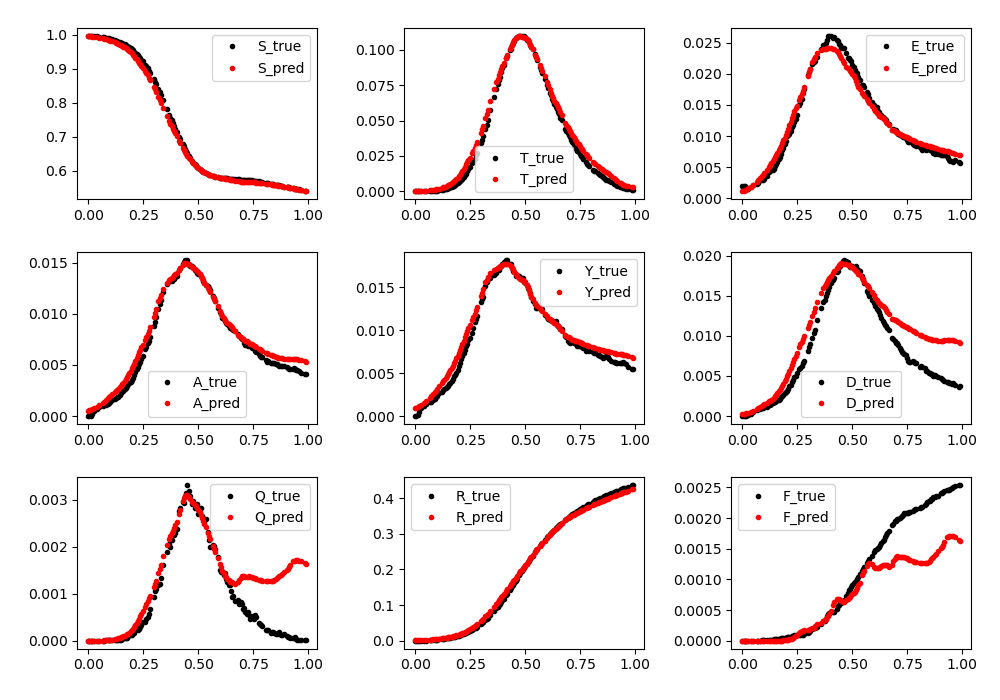 1.0
0.9
0.8
0.7
0.6
S_true
S_pred
0.00 0.25 0.50 0.75 1.00
0.100
0.075
0.050
0.025
0.000
T_true
T_pred
0.00 0.25 0.50 0.75 1.00
0.025
0.020
0.015
0.010
0.005
0.000
E_true
E_pred
0.00 0.25 0.50 0.75 1.00
0.015
0.010
0.005
0.000
A_true
A_pred
0.00 0.25 0.50 0.75 1.00
0.015
0.010
0.005
0.000
Y_true
Y_pred
0.00 0.25 0.50 0.75 1.00
0.020
0.015
0.010
0.005
0.000
D_true
D_pred
0.00 0.25 0.50 0.75 1.00
0.003
0.002
0.001
0.000
Q_true
Q_pred
0.00 0.25 0.50 0.75 1.00
0.4
0.3
0.2
0.1
0.0
R_true
R_pred
0.00 0.25 0.50 0.75 1.00
0.0025
0.0020
0.0015
0.0010
0.0005
0.0000
F_true
F_pred
0.00 0.25 0.50 0.75 1.00